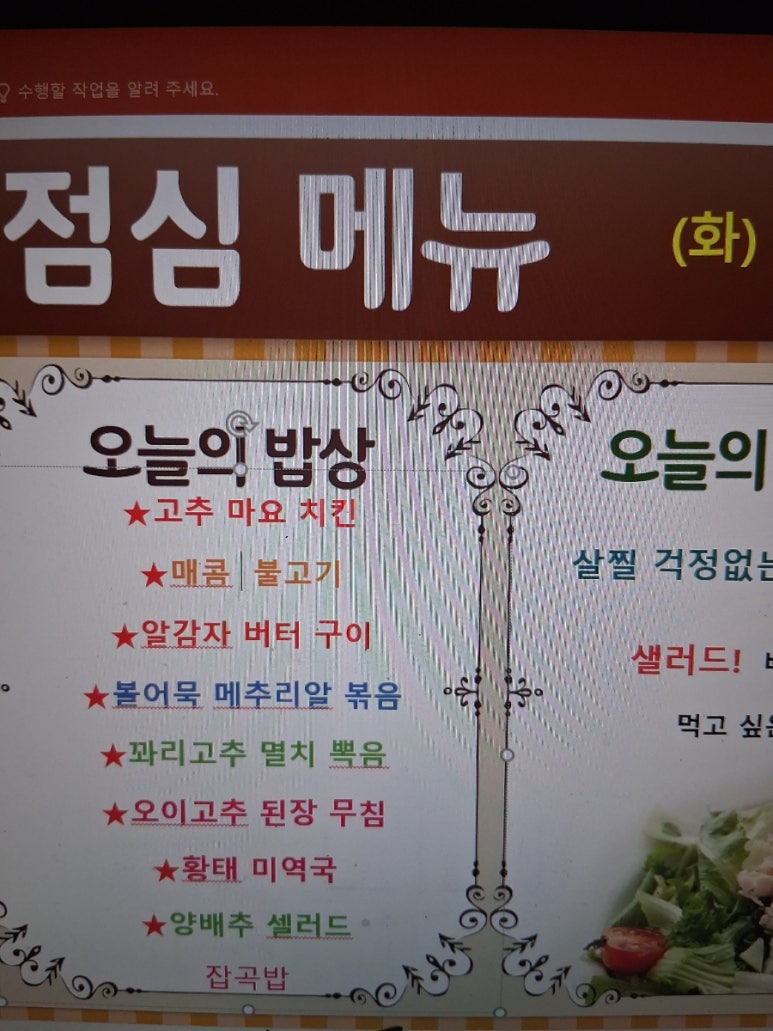 수행할 작업을 알려 주세요.
점심 메뉴 (화)
오늘의 밥상
★고추 마요 치킨
★매콤 불고기
★알감자 버터 구이
★볼어묵 메추리알 볶음
★꽈리고추 멸치 뽁음
★오이고추 된장 무침
★황태 미역국
★양배추 셀러드
잡곡밥
오늘의
살찔 걱정없는
샐러드!
먹고 싶은